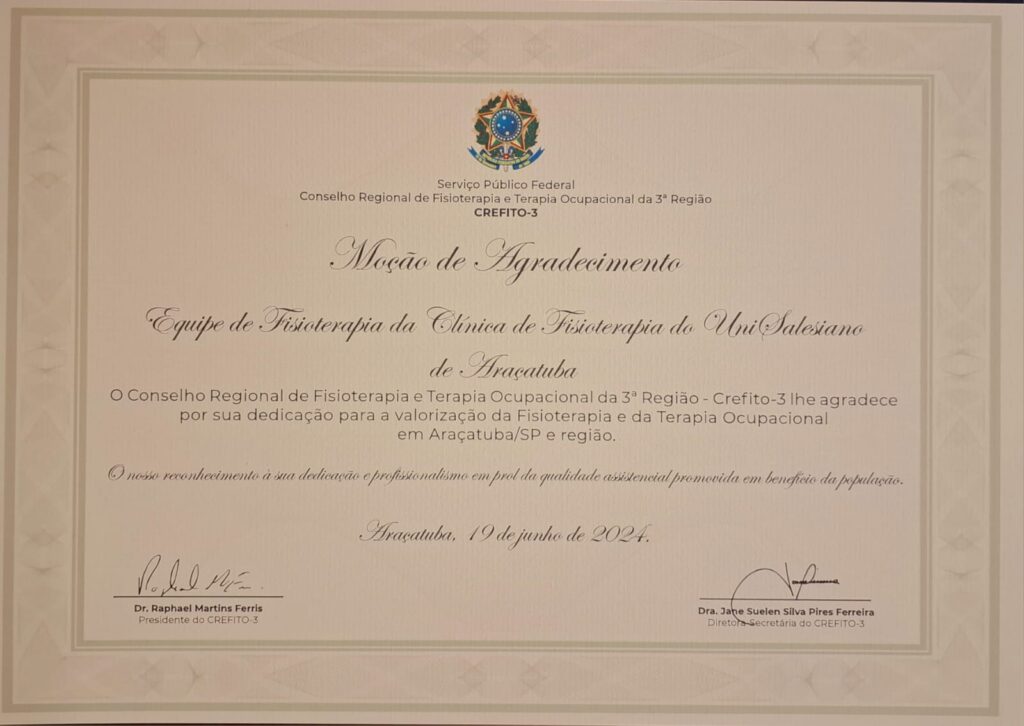 Serviço Público Federal
Conselho Regional de Fisioterapia e Terapia Ocupacional da 3ª Região
CREFITO-3
Moção de Agradecimento
Equipe de Fisioterapia da Clínica de Fisioterapia do UniSalesiano
de Araçatuba
O Conselho Regional de Fisioterapia e Terapia Ocupacional da 3ª Região - Crefito-3 lhe agradece
por sua dedicação para a valorização da Fisioterapia e da Terapia Ocupacional
em Araçatuba/SP e região.
O nosso reconhecimento à sua dedicação e profissionalismo em prol da qualidade assistencial promovida em benefício da população.
Araçatuba, 19 de junho de 2024.
Dr. Raphael Martins Ferris
Presidente do CREFITO-3
Dra. Jane Suelen Silva Pires Ferreira
Diretora-Secretária do CREFITO-3